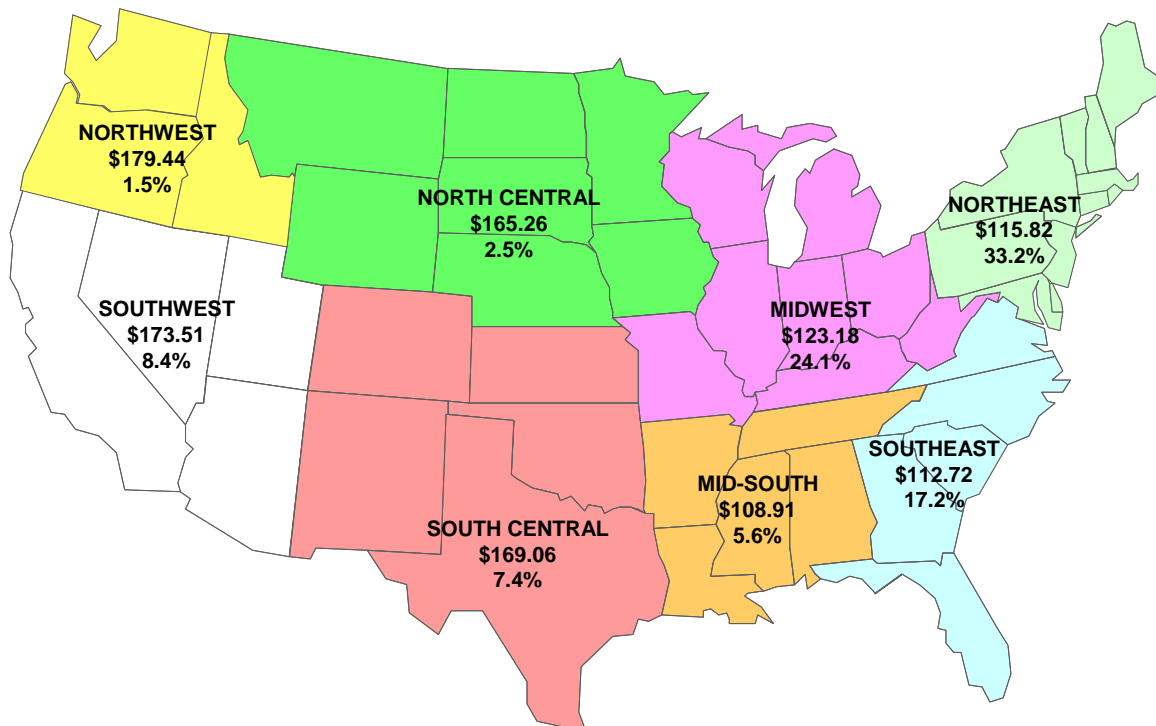 NORTHWEST
$179.44
1.5%
NORTH CENTRAL
$165.26
2.5%
NORTHEAST
$115.82
33.2%
SOUTHWEST
$173.51
8.4%
MIDWEST
$123.18
24.1%
SOUTHEAST
$112.72
17.2%
MID-SOUTH
$108.91
5.6%
SOUTH CENTRAL
$169.06
7.4%